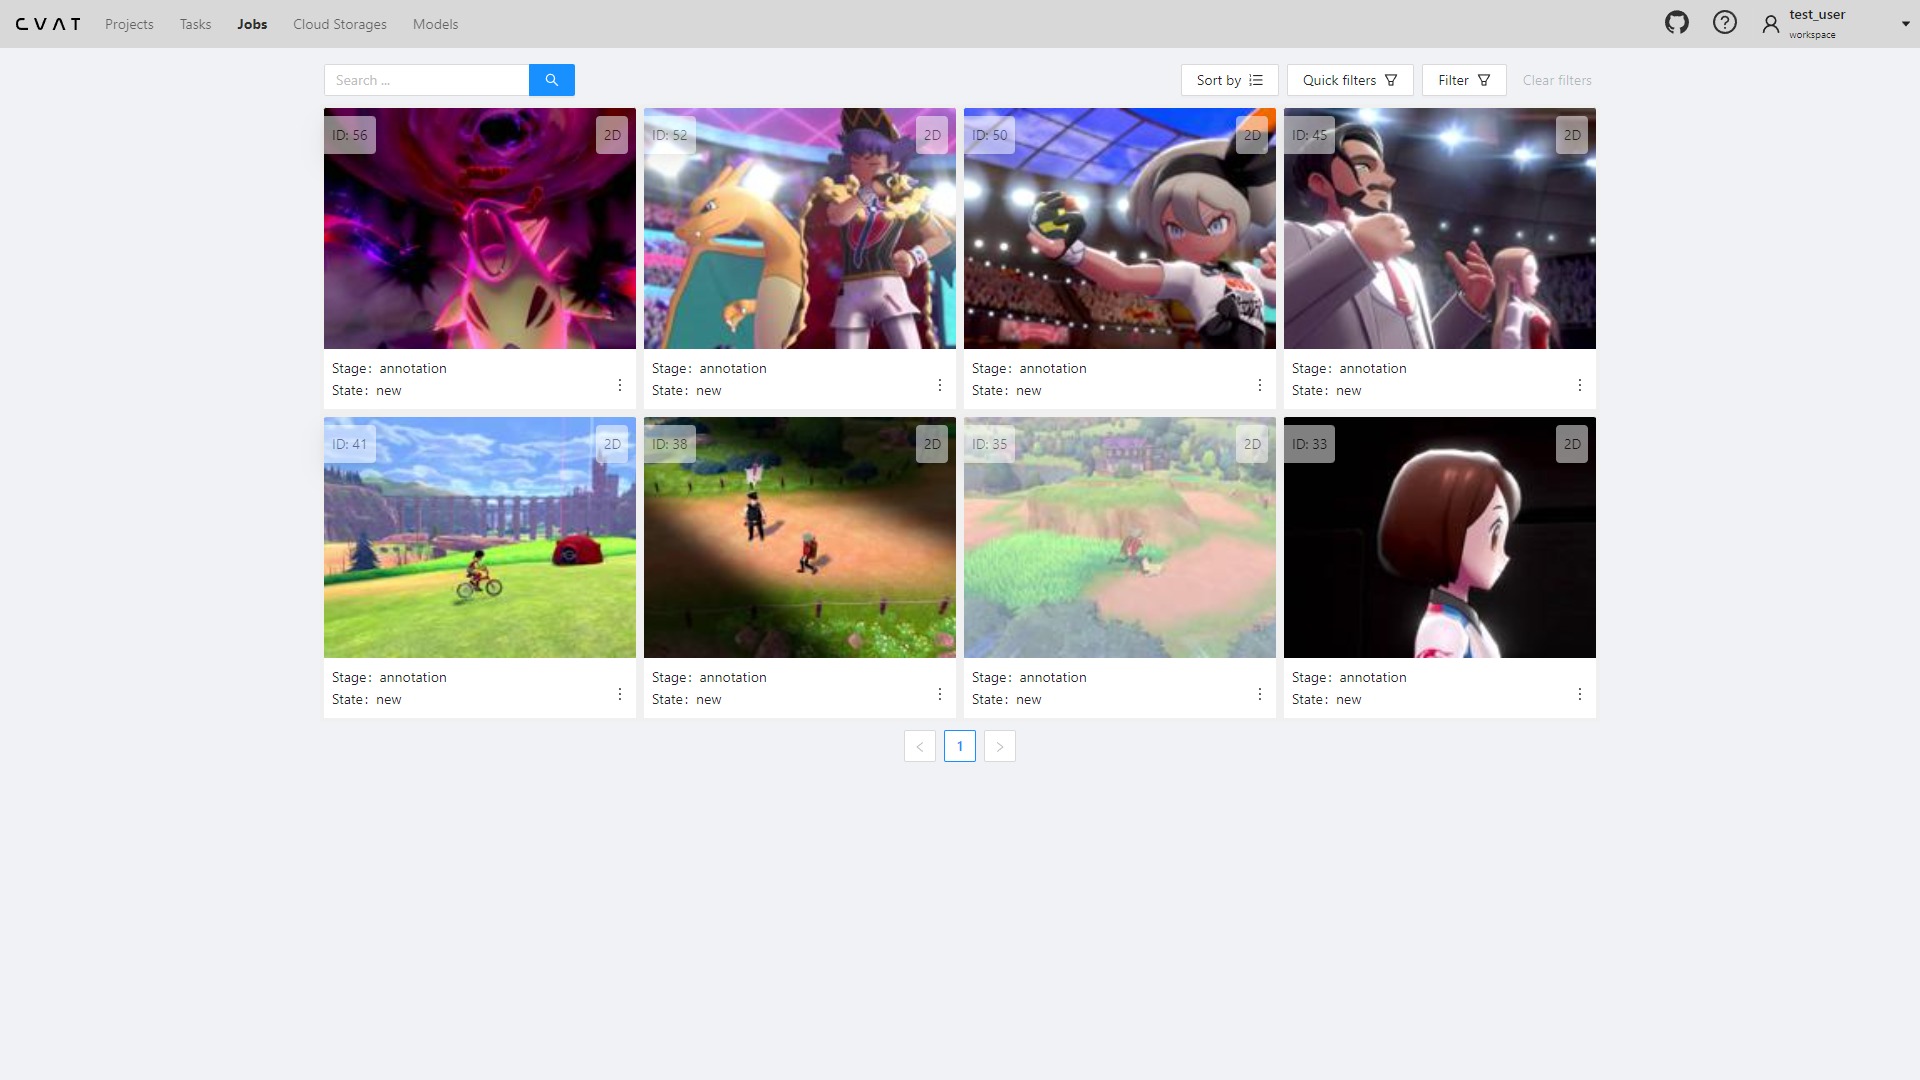 CVAT Projects Tasks Jobs Cloud Storages Models test_user
workspace
Search ... Sort by Quick filters Filter Clear filters
ID: 56 2D ID: 52 2D ID: 50 2D ID: 45 2D
Stage: annotation Stage: annotation Stage: annotation Stage: annotation
State: new State: new State: new State: new
ID: 41 2D ID: 38 2D ID: 35 2D ID: 33 2D
Stage: annotation Stage: annotation Stage: annotation Stage: annotation
State: new State: new State: new State: new
< 1 >